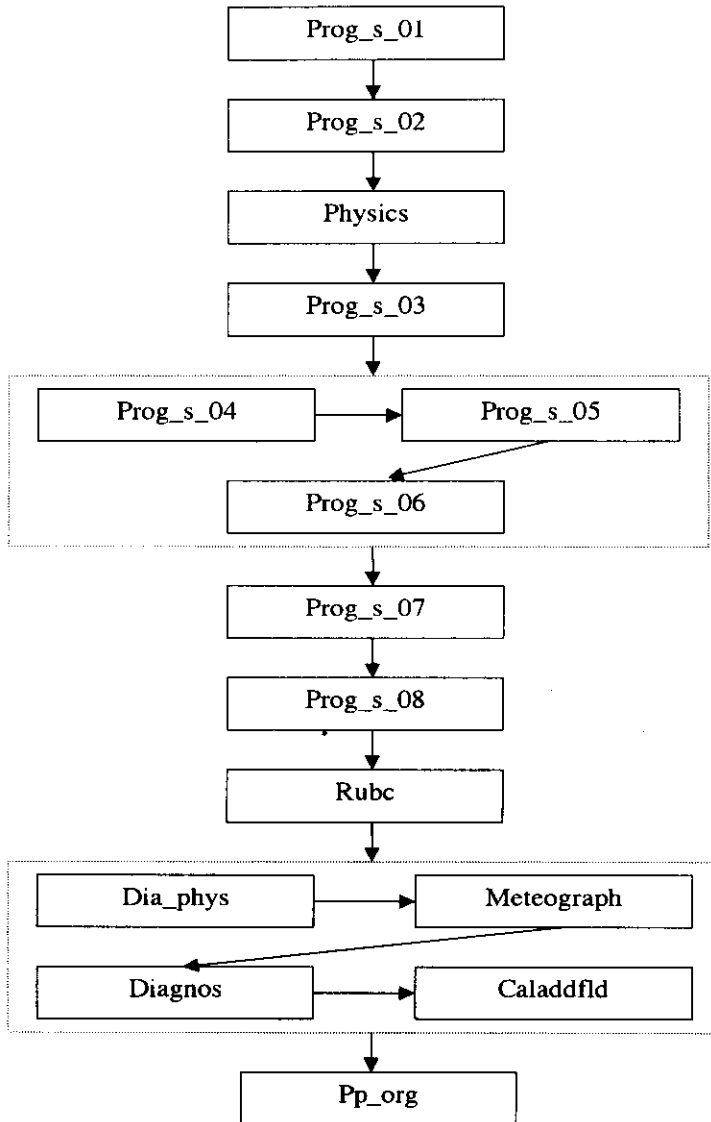 Prog_s_01
Prog_s_02
Physics
Prog_s_03
Prog_s_04
Prog_s_05
Prog_s_06
Prog_s_07
Prog_s_08
Rubc
Dia_phys
Meteograph
Diagnos
Caladdfld
Pp_org